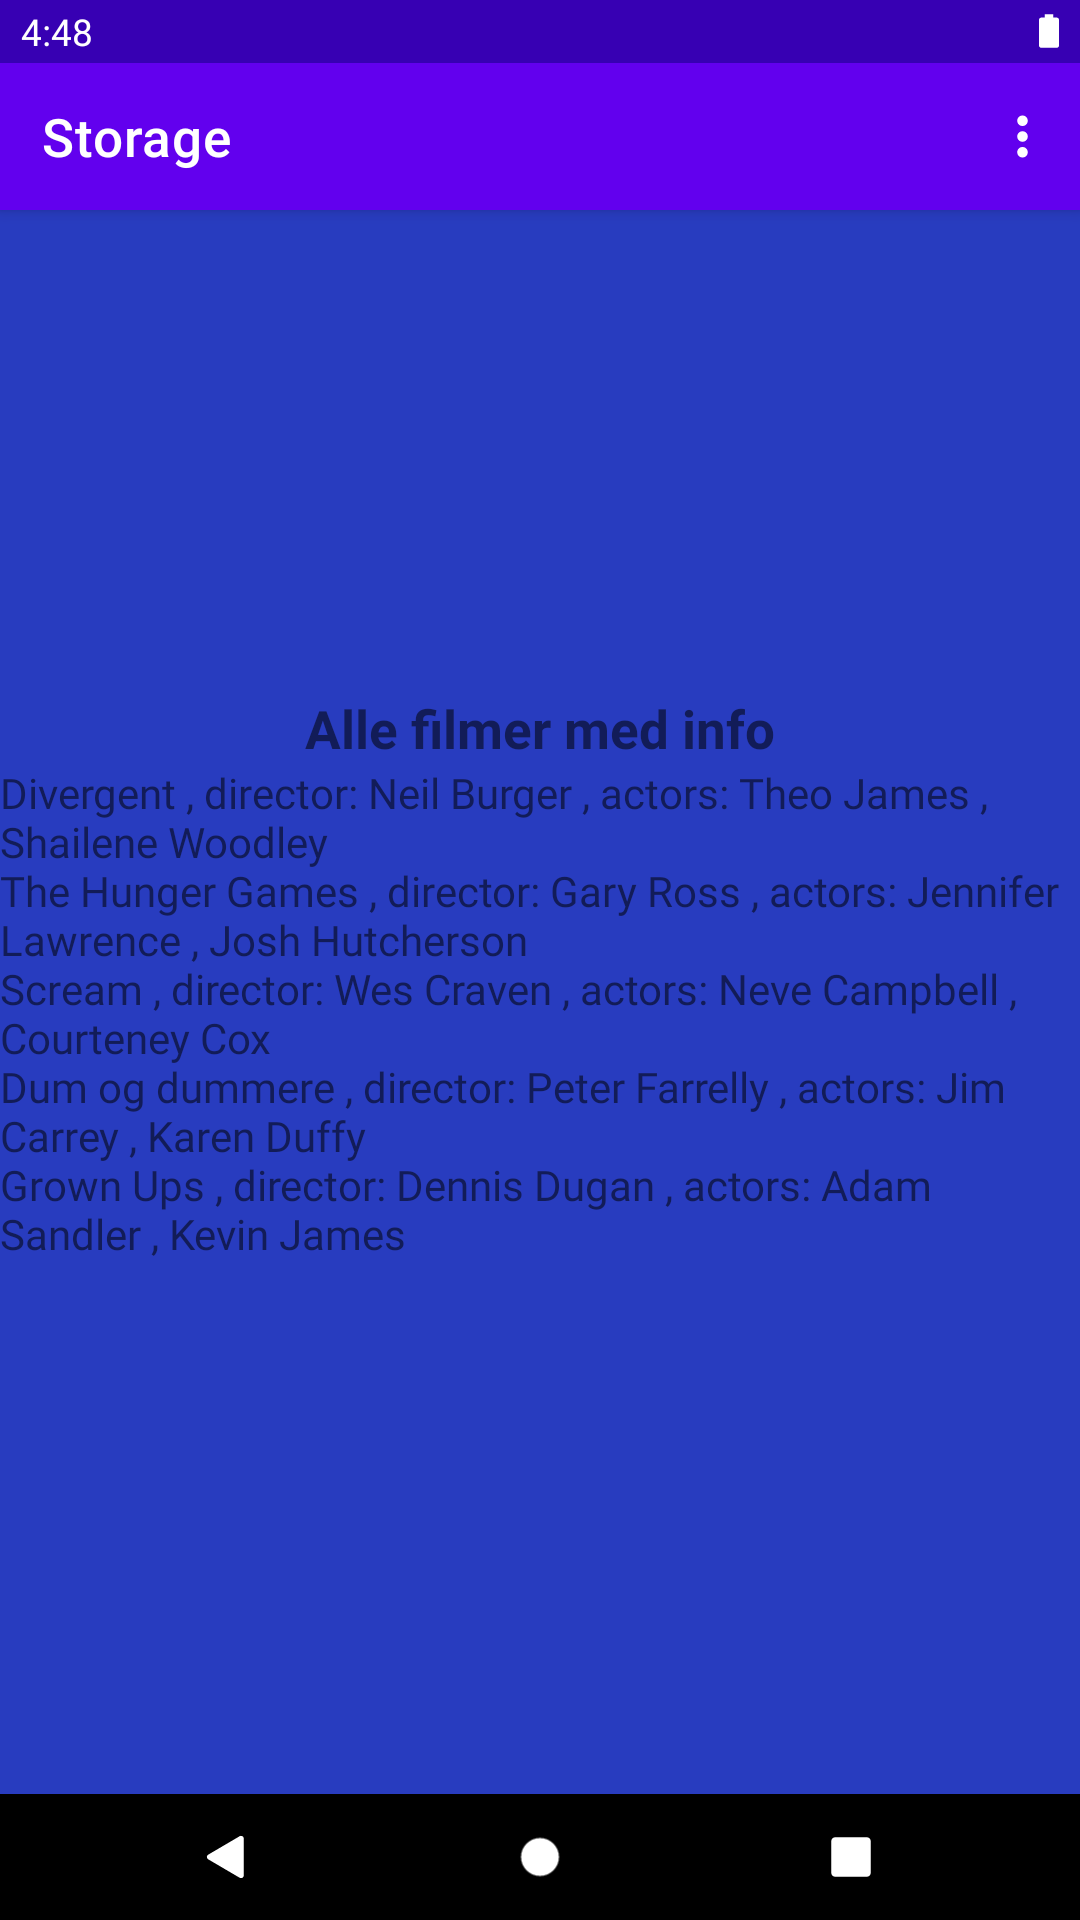 4:48
Storage
Alle filmer med info
Divergent , director: Neil Burger , actors: Theo James ,
Shailene Woodley
The Hunger Games , director: Gary Ross , actors: Jennifer
Lawrence , Josh Hutcherson
Scream , director: Wes Craven , actors: Neve Campbell ,
Courteney Cox
Dum og dummere , director: Peter Farrelly , actors: Jim
Carrey , Karen Duffy
Grown Ups , director: Dennis Dugan , actors: Adam
Sandler , Kevin James